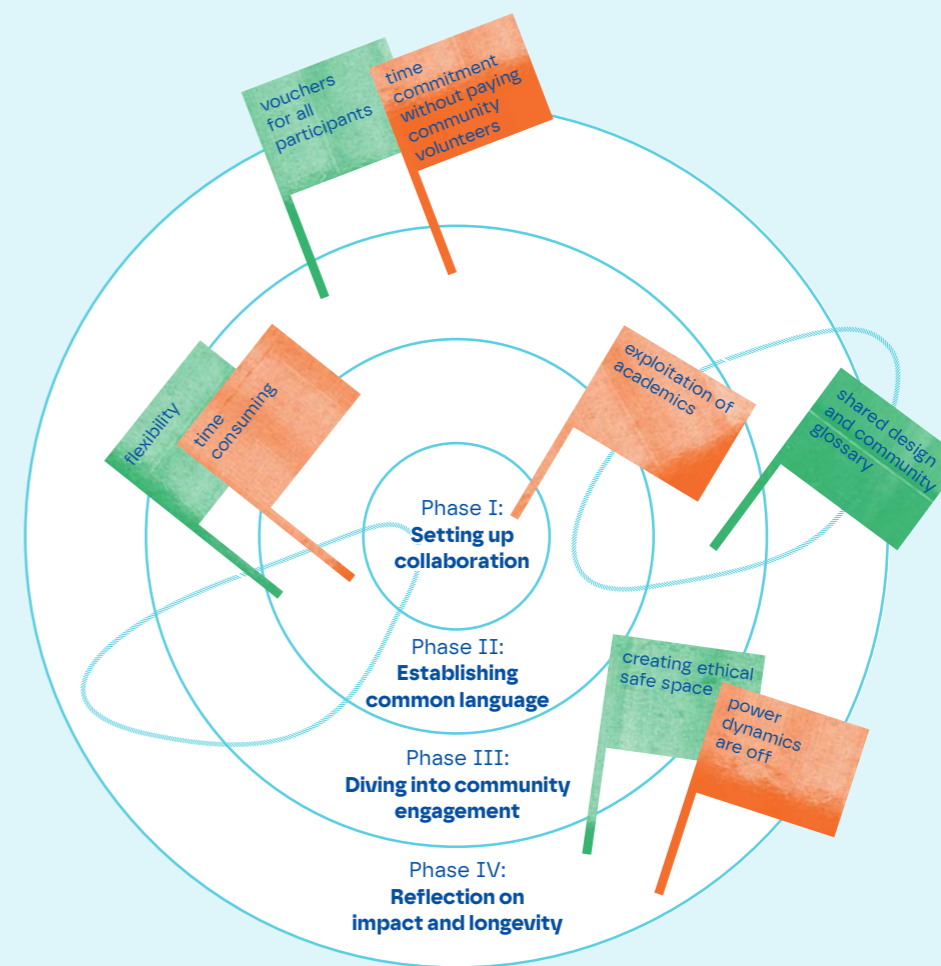 vouchers
for all
participants
time
commitment
without paying
community
volunteers
flexibility
time
consuming
exploitation of
academics
shared design
and community
glossary
Phase I:
Setting up
collaboration
Phase II:
Establishing
common language
creating ethical
safe space
power
dynamics
are off
Phase III:
Diving into community
engagement
Phase IV:
Reflection on
impact and longevity